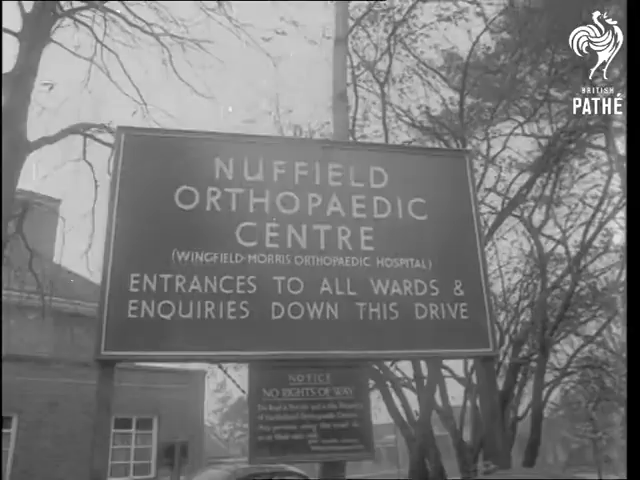 BRITISH
PATHÉ
NUFFIELD
ORTHOPAEDIC
CENTRE
(WINGFIELD-MORRIS ORTHOPAEDIC HOSPITAL)
ENTRANCES TO ALL WARDS &
ENQUIRIES DOWN THIS DRIVE
NOTICE
NO RIGHTS OF WAY